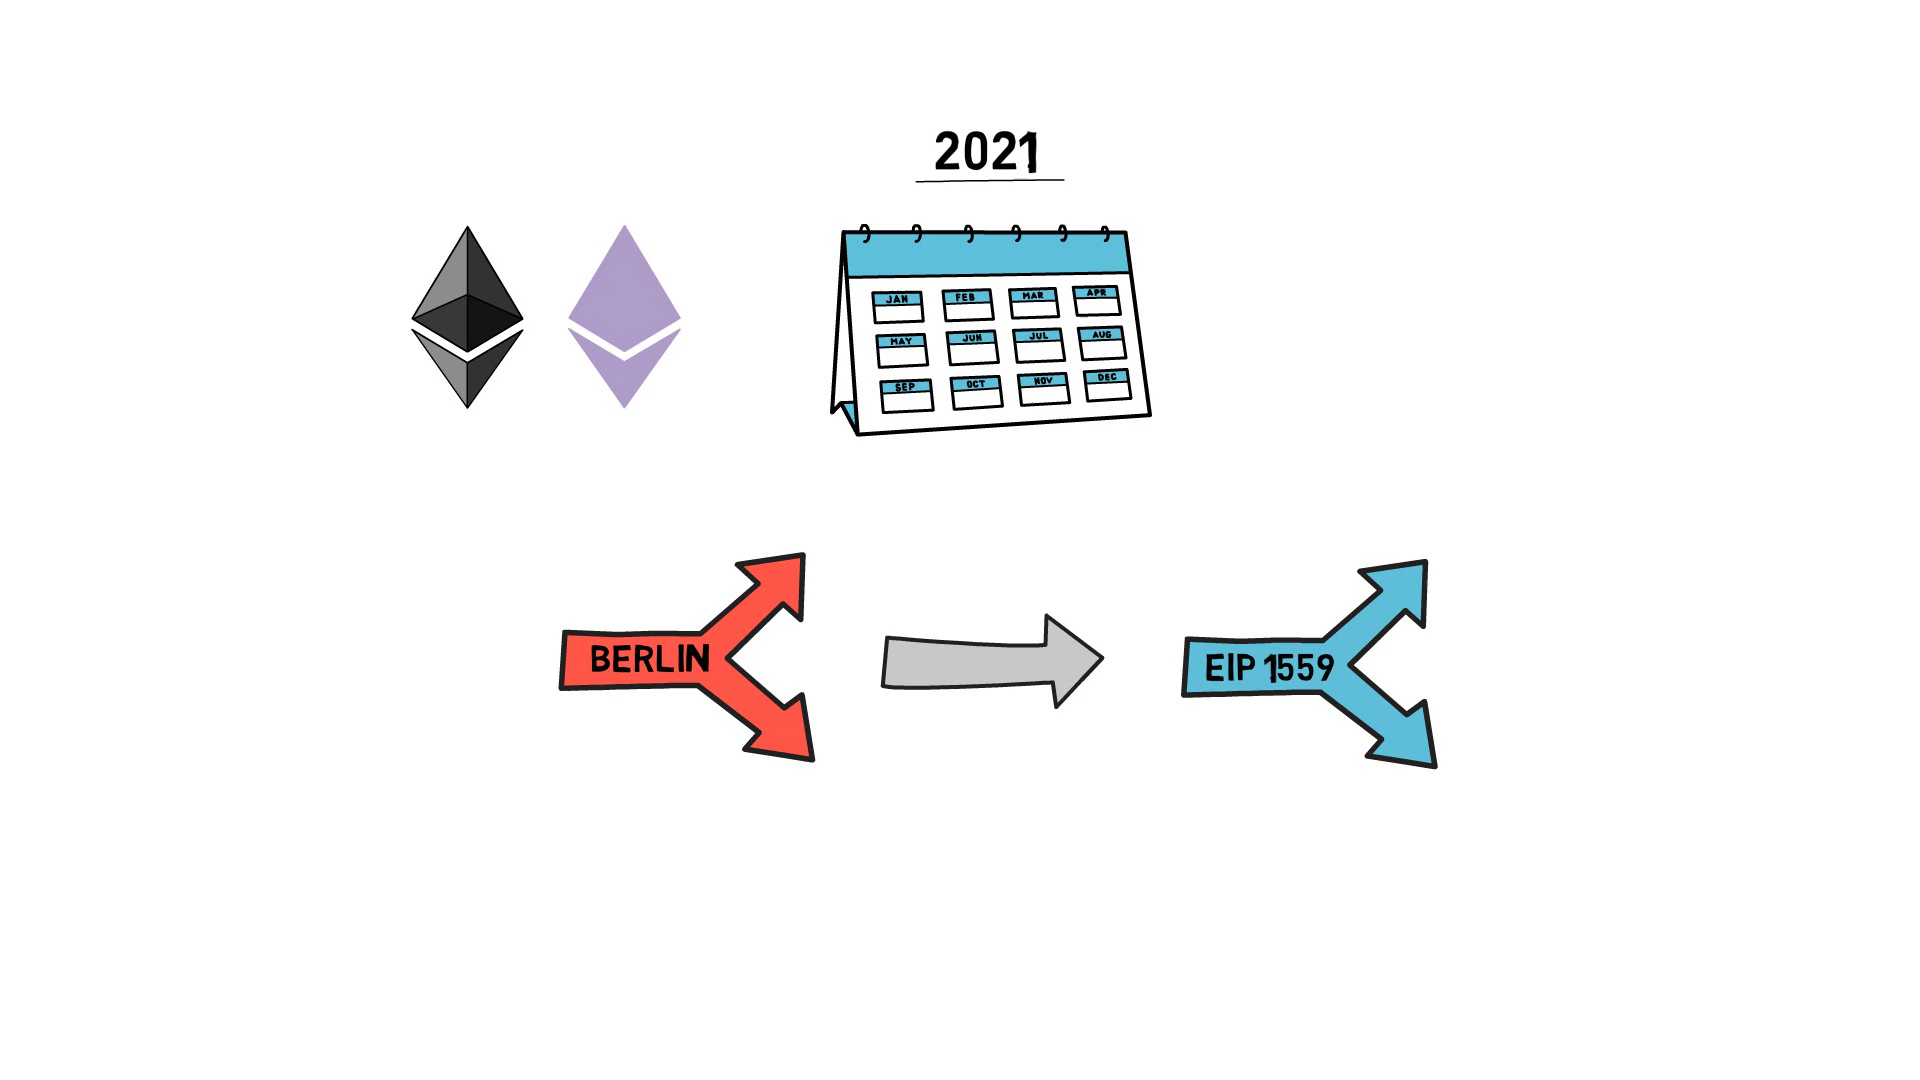 2021
JAN FEB MAR APR
MAY JUN JUL AUG
SEP OCT NOV DEC
BERLIN
EIP 1559